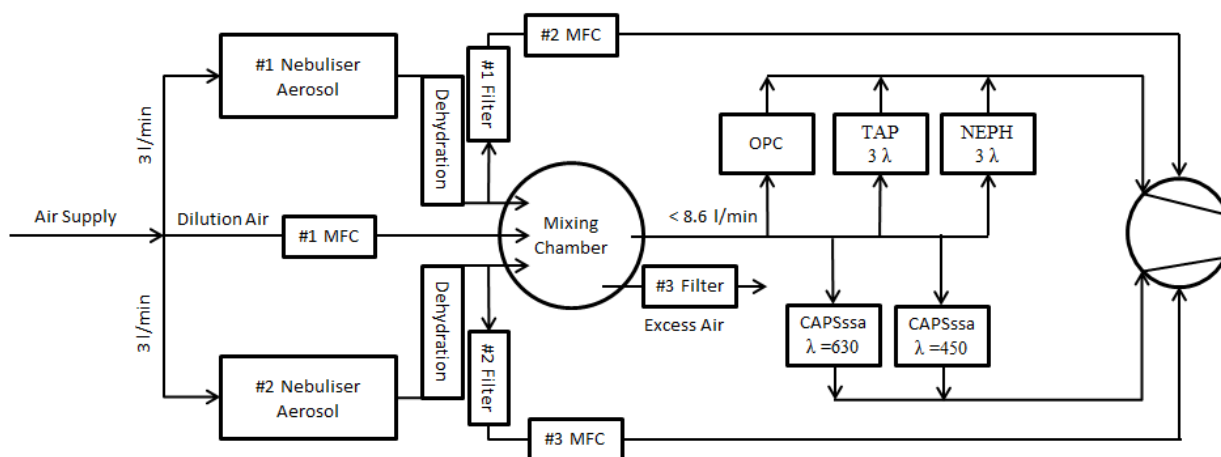 #2 MFC
#1 Nebuliser
Aerosol
#1 Filter
Dehydration
3 l/min
OPC
TAP
3 λ
NEPH
3 λ
Air Supply
Dilution Air
#1 MFC
Mixing
Chamber
< 8.6 l/min
#3 Filter
Excess Air
3 l/min
Dehydration
#2 Filter
CAPSssa
λ =630
CAPSssa
λ =450
#2 Nebuliser
Aerosol
#3 MFC